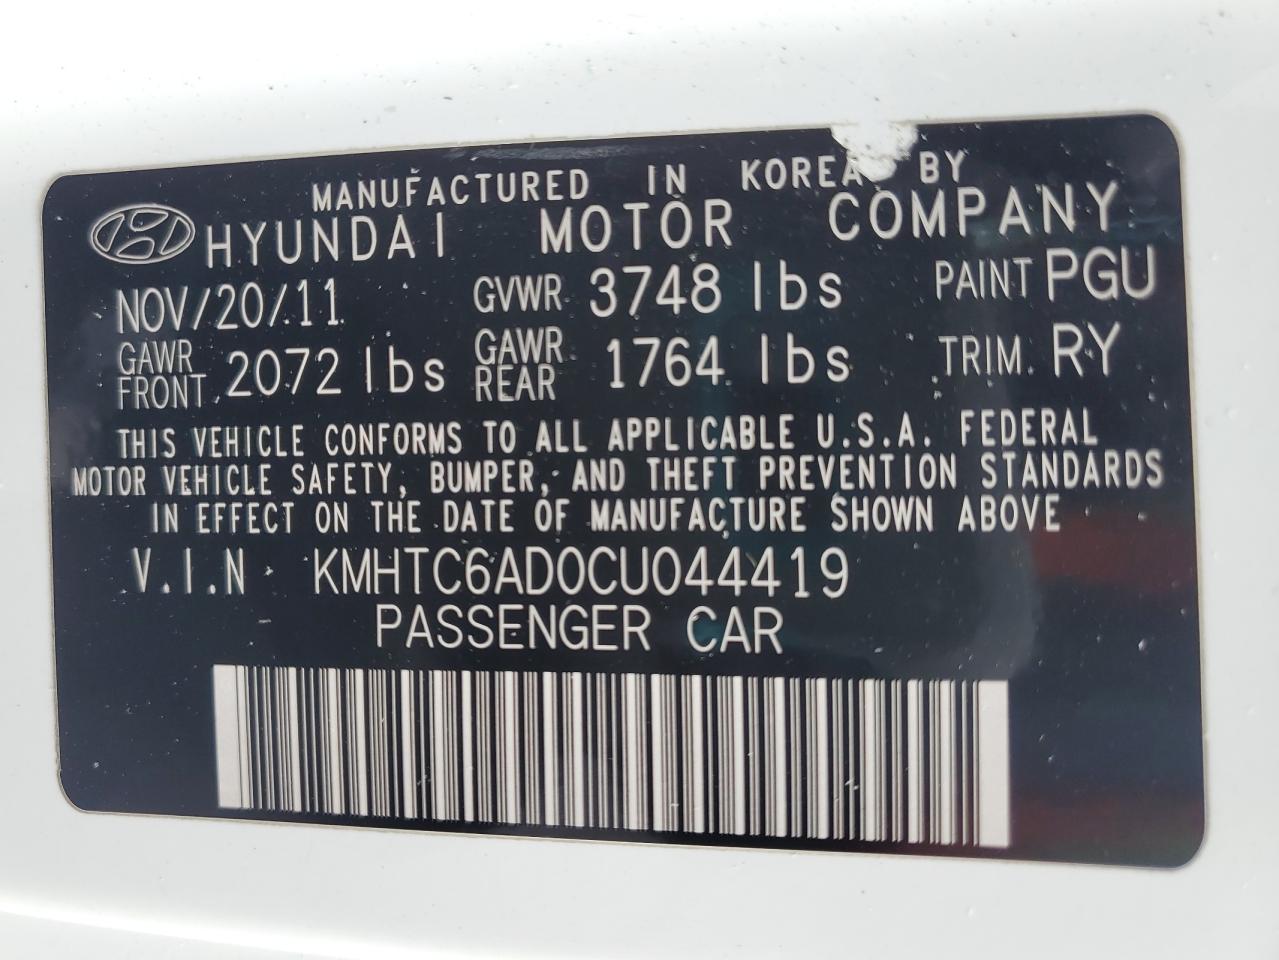 MANUFACTURED IN KOREA BY
HYUNDAI MOTOR COMPANY
NOV/20/11 GVWR 3748 lbs PAINT PGU
GAWR FRONT 2072 lbs GAWR REAR 1764 lbs TRIM RY
THIS VEHICLE CONFORMS TO ALL APPLICABLE U.S.A. FEDERAL
MOTOR VEHICLE SAFETY, BUMPER, AND THEFT PREVENTION STANDARDS
IN EFFECT ON THE DATE OF MANUFACTURE SHOWN ABOVE
V.I.N KMHTC6AD0CU044419
PASSENGER CAR